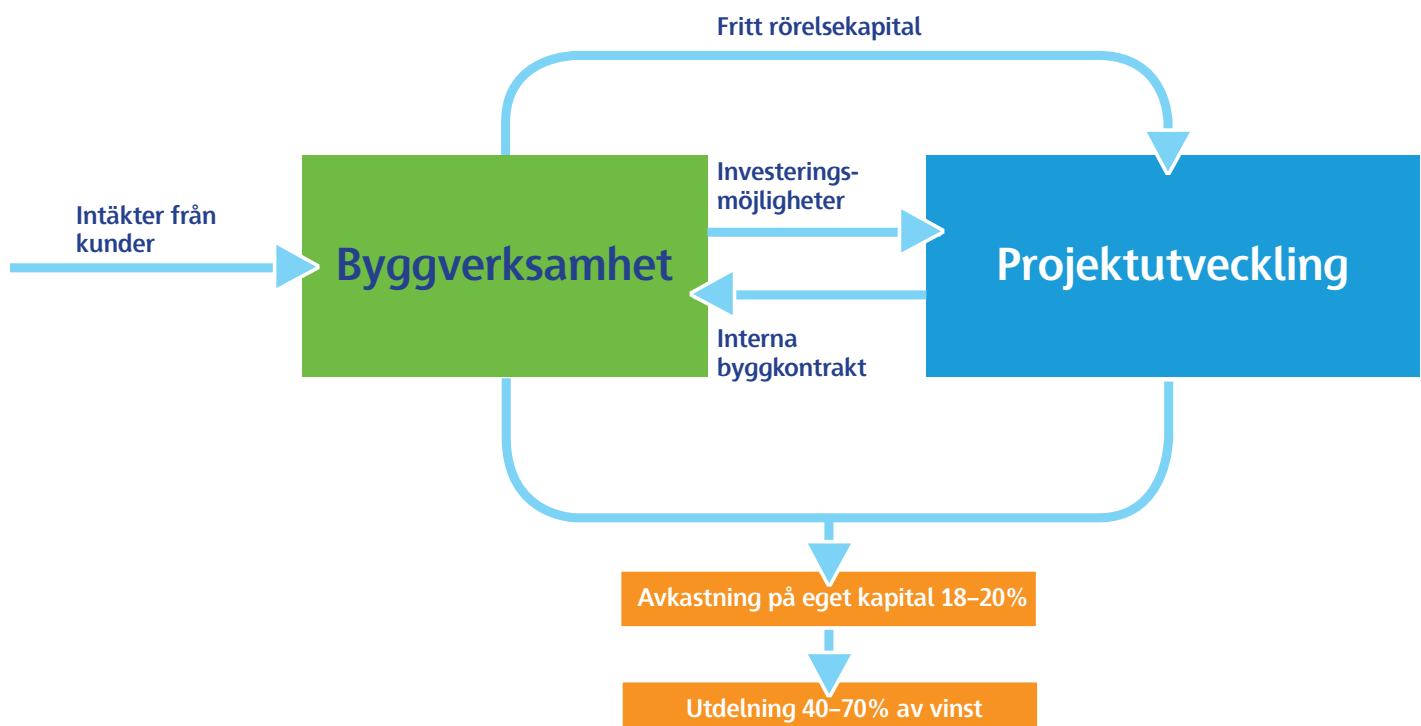 Fritt rörelsekapital
Intäkter från
kunder
Byggverksamhet
Investerings-
möjligheter
Interna
byggkontrakt
Projektutveckling
Avkastning på eget kapital 18–20%
Utdelning 40–70% av vinst